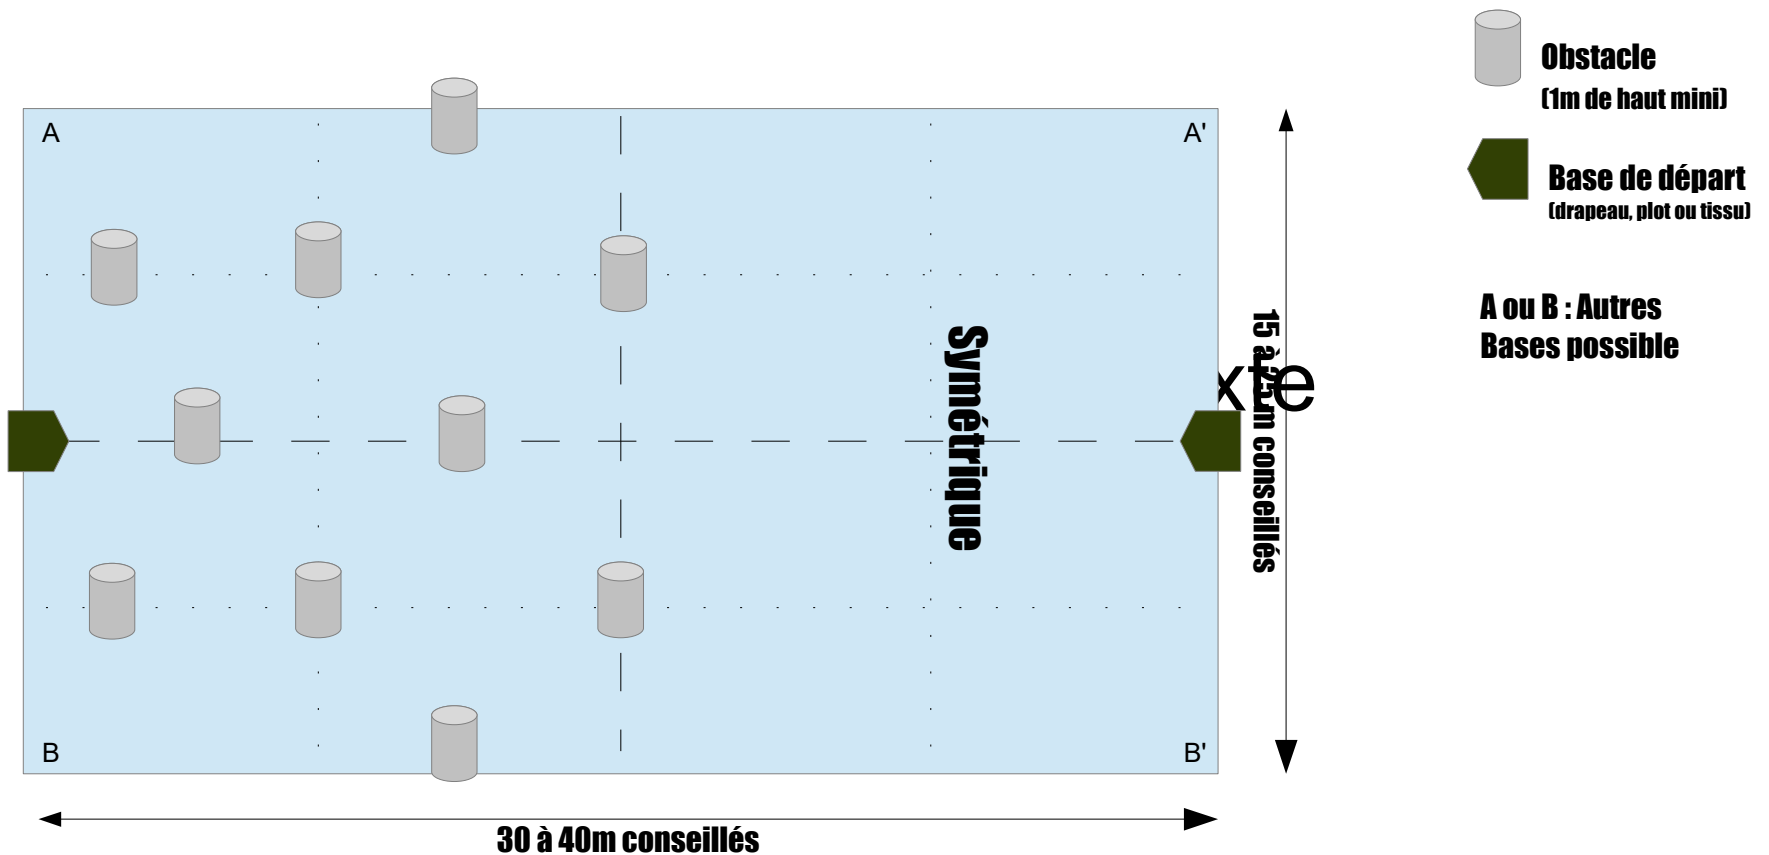 Obstacle
(1m de haut mini)
A
A'
Base de départ
(drapeau, plot ou tissu)
A ou B : Autres
Bases possible
Symétrique
15 à 25m conseillés
xte
B
B'
30 à 40m conseillés